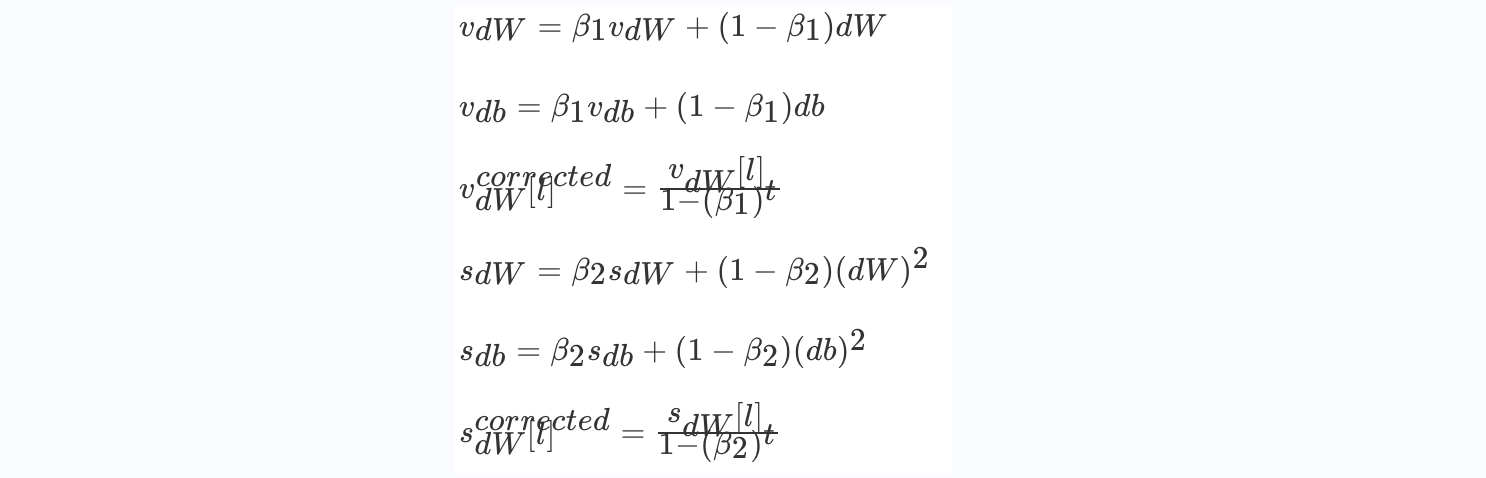 v_{dW} = β_1 v_{dW} + (1 − β_1)dW
v_{db} = β_1 v_{db} + (1 − β_1)db
v^{corrected}_{dW^{[l]}} = \frac{v_{dW^{[l]}}}{1−(β_1)^t}
s_{dW} = β_2 s_{dW} + (1 − β_2)(dW)^2
s_{db} = β_2 s_{db} + (1 − β_2)(db)^2
s^{corrected}_{dW^{[l]}} = \frac{s_{dW^{[l]}}}{1−(β_2)^t}